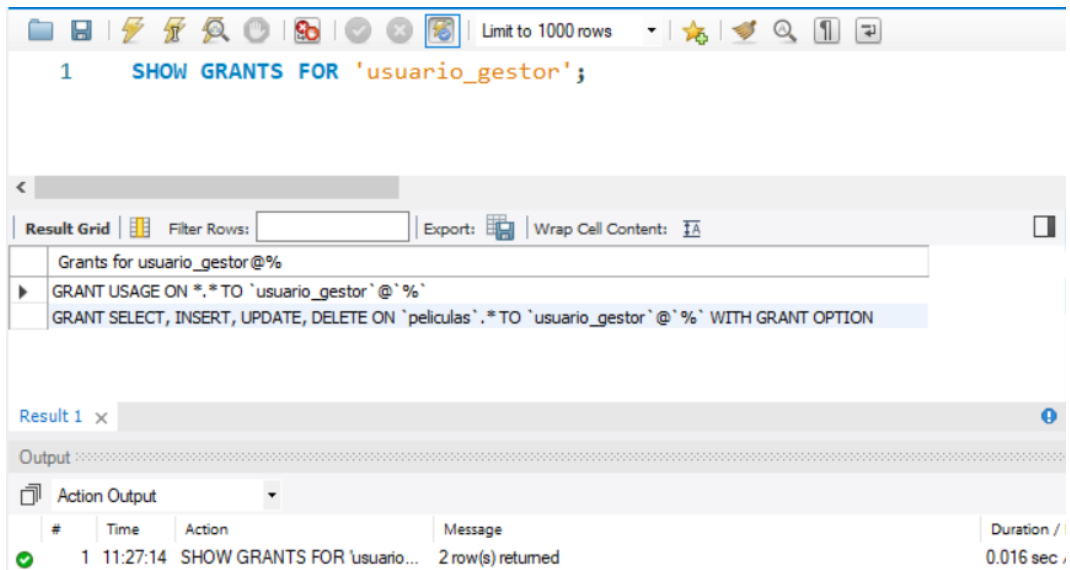 Limit to 1000 rows
1 SHOW GRANTS FOR 'usuario_gestor';
Result Grid Filter Rows: Export: Wrap Cell Content:
Grants for usuario_gestor@%
GRANT USAGE ON *.* TO `usuario_gestor`@`%`
GRANT SELECT, INSERT, UPDATE, DELETE ON `peliculas`.* TO `usuario_gestor`@`%` WITH GRANT OPTION
Result 1
Output
Action Output
# Time Action Message Duration /
1 11:27:14 SHOW GRANTS FOR 'usuario... 2 row(s) returned 0.016 sec /